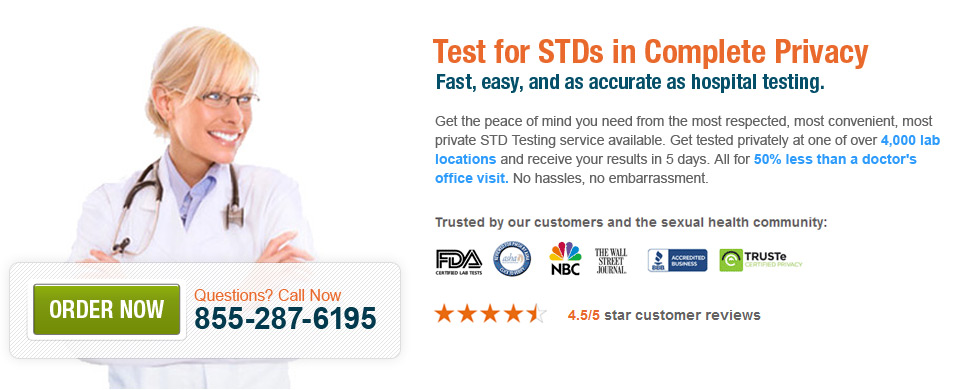 Test for STDs in Complete Privacy
Fast, easy, and as accurate as hospital testing.
Get the peace of mind you need from the most respected, most convenient, most
private STD Testing service available. Get tested privately at one of over 4,000 lab
locations and receive your results in 5 days. All for 50% less than a doctor's
office visit. No hassles, no embarrassment.
Trusted by our customers and the sexual health community:
FDA
CERTIFIED LAB TESTS
asha
NBC
THE WALL
STREET
JOURNAL.
BBB
ACCREDITED
BUSINESS
TRUSTe
CERTIFIED PRIVACY
4.5/5 star customer reviews
ORDER NOW
Questions? Call Now
855-287-6195